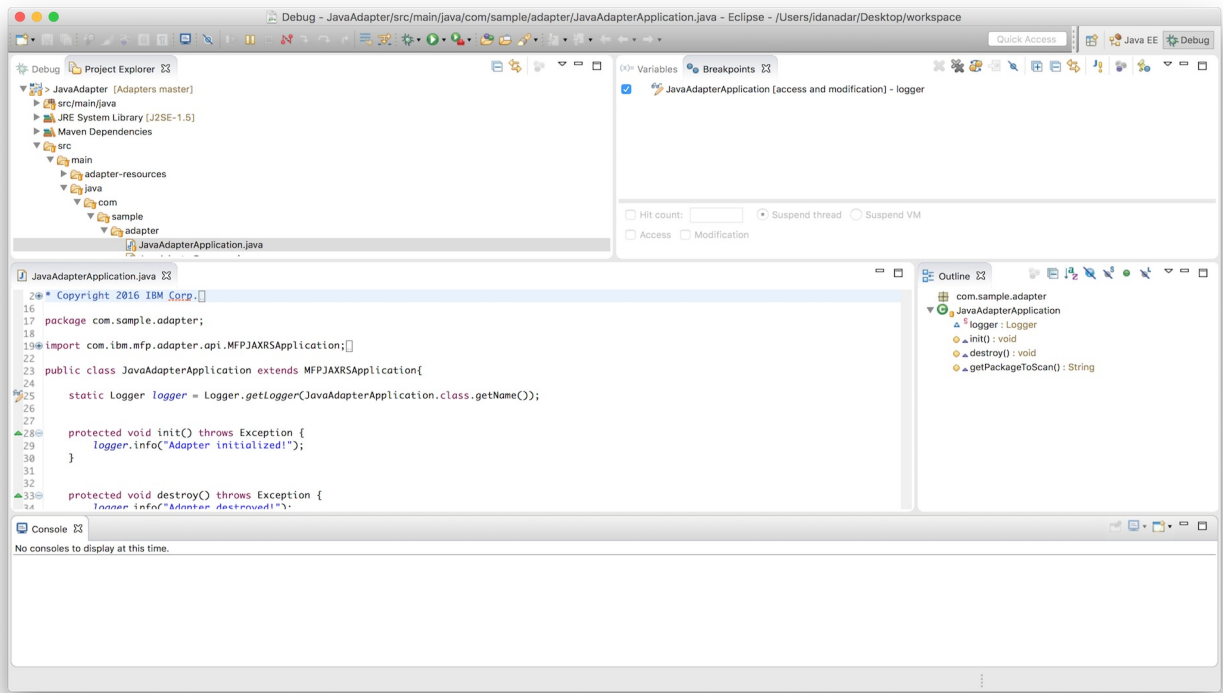 Debug - JavaAdapter/src/main/java/com/sample/adapter/JavaAdapterApplication.java - Eclipse - /Users/idanadar/Desktop/workspace
Quick Access
Java EE
Debug
Debug
Project Explorer
> JavaAdapter [Adapters master]
src/main/java
JRE System Library [J2SE-1.5]
Maven Dependencies
src
main
adapter-resources
java
com
sample
adapter
JavaAdapterApplication.java
(x)= Variables
Breakpoints
JavaAdapterApplication [access and modification] - logger
Hit count:
Suspend thread
Suspend VM
Access
Modification
JavaAdapterApplication.java
2 * Copyright 2016 IBM Corp.
16
17 package com.sample.adapter;
18
19 import com.ibm.mfp.adapter.api.MFPJAXRSApplication;
22
23 public class JavaAdapterApplication extends MFPJAXRSApplication{
24
25 static Logger logger = Logger.getLogger(JavaAdapterApplication.class.getName());
26
27
28 protected void init() throws Exception {
29 logger.info("Adapter initialized!");
30 }
31
32
33 protected void destroy() throws Exception {
34 logger.info("Adapter destroyed!");
Outline
com.sample.adapter
JavaAdapterApplication
logger : Logger
init() : void
destroy() : void
getPackageToScan() : String
Console
No consoles to display at this time.